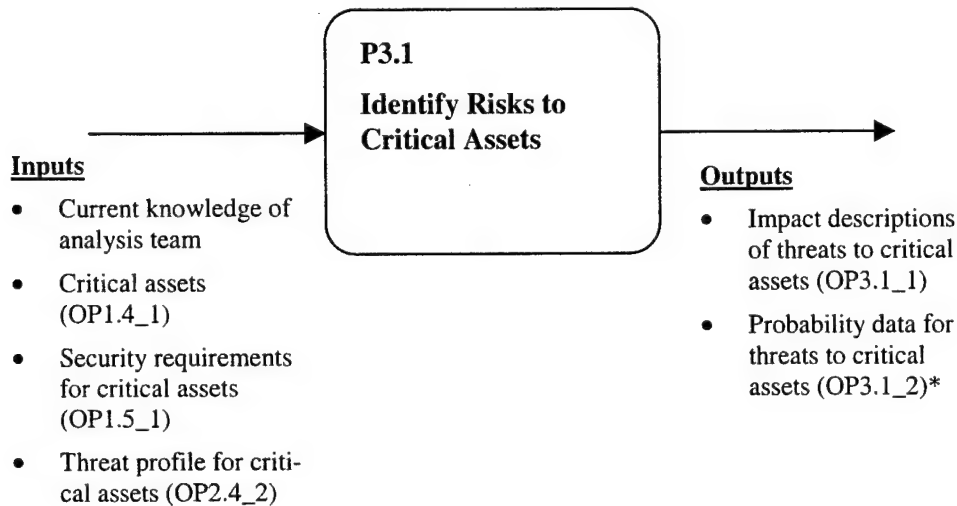 P3.1
Identify Risks to
Critical Assets
Inputs
• Current knowledge of
analysis team
• Critical assets
(OP1.4_1)
• Security requirements
for critical assets
(OP1.5_1)
• Threat profile for criti-
cal assets (OP2.4_2)
Outputs
• Impact descriptions
of threats to critical
assets (OP3.1_1)
• Probability data for
threats to critical
assets (OP3.1_2)*